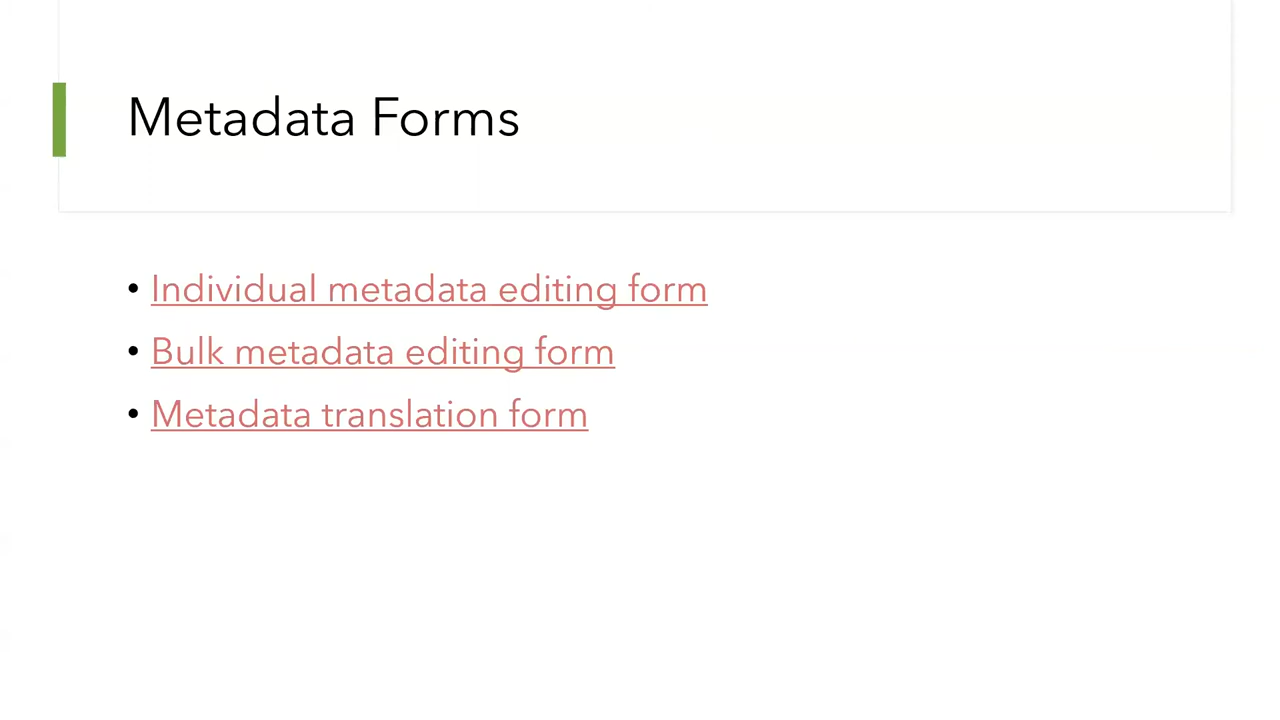 Metadata Forms
• Individual metadata editing form
• Bulk metadata editing form
• Metadata translation form